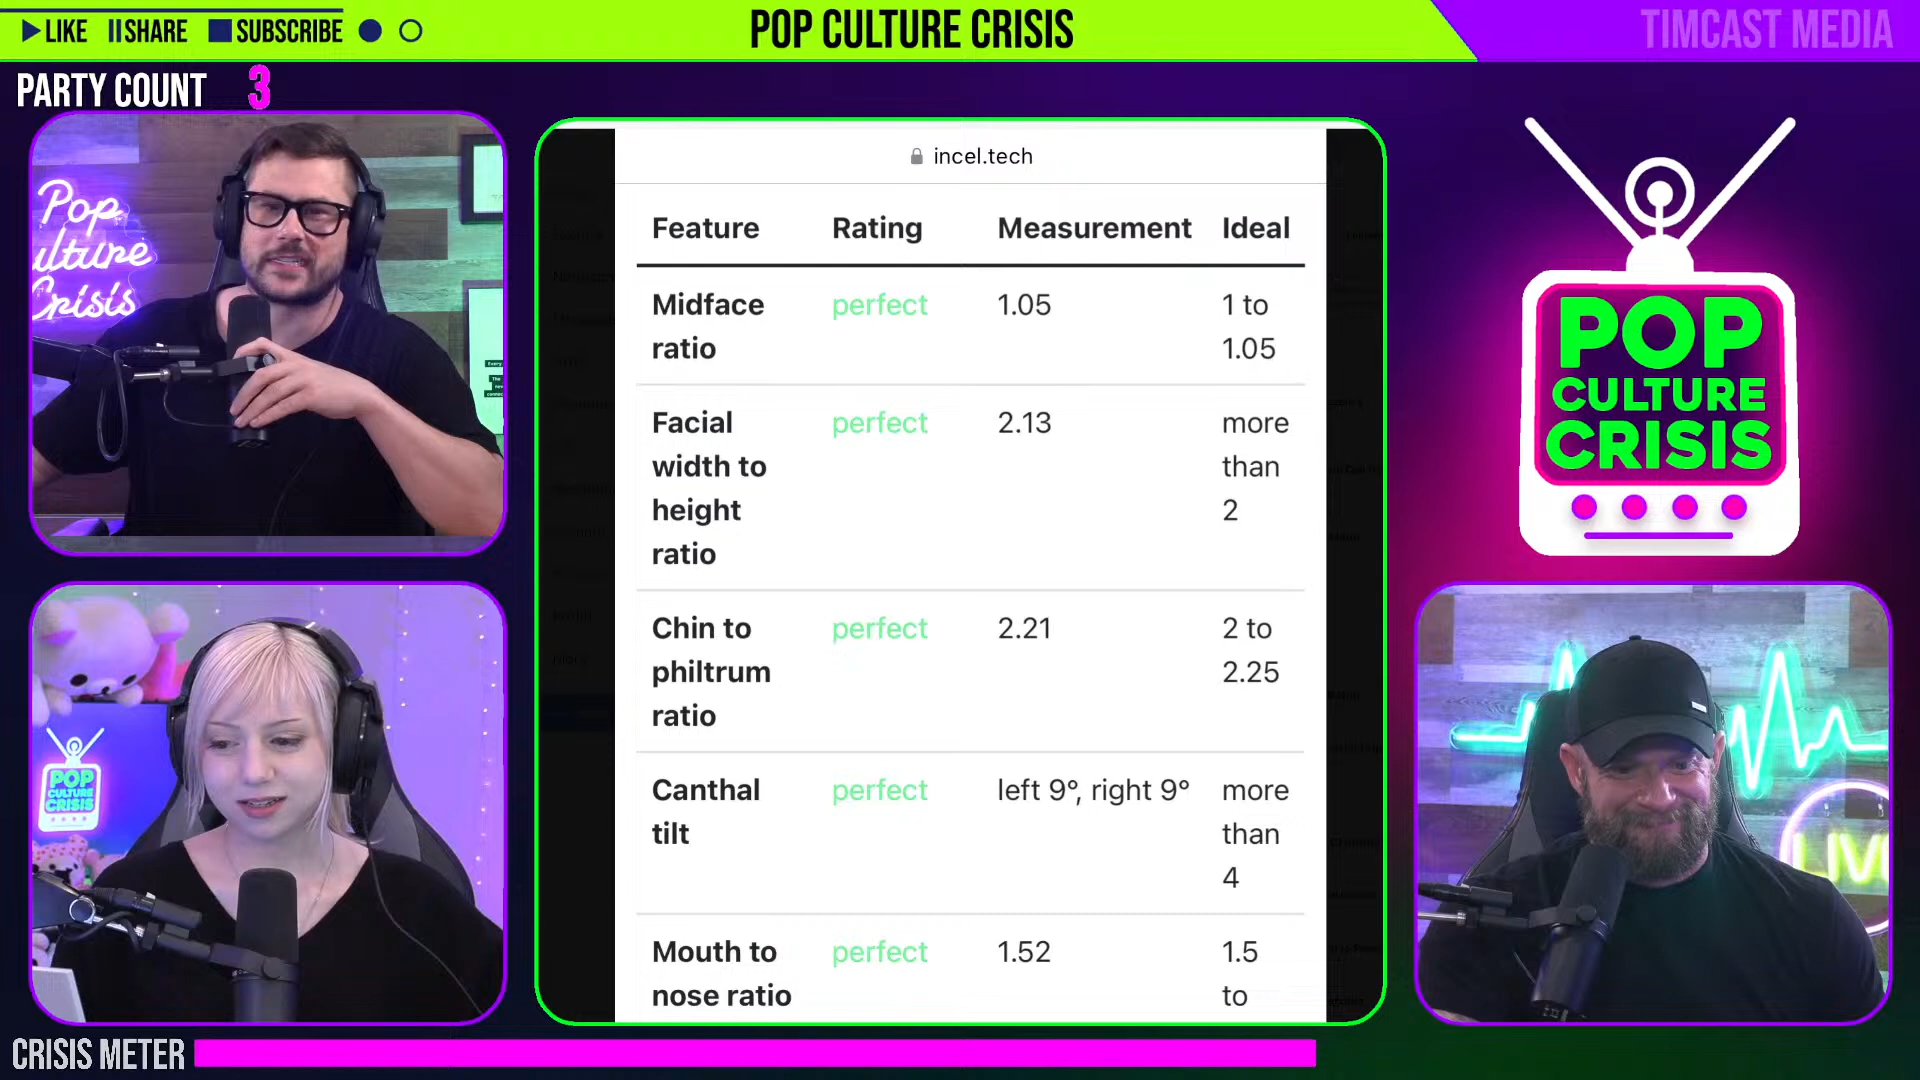 LIKE SHARE SUBSCRIBE
POP CULTURE CRISIS
TIMCAST MEDIA
PARTY COUNT 3
Pop
ulture
Crisis
incel.tech
Feature Rating Measurement Ideal
Midface perfect 1.05 1 to
ratio 1.05
Facial perfect 2.13 more
width to than
height 2
ratio
Chin to perfect 2.21 2 to
philtrum 2.25
ratio
Canthal perfect left 9°, right 9° more
tilt than
4
Mouth to perfect 1.52 1.5
nose ratio to
POP
CULTURE
CRISIS
POP
CULTURE
CRISIS
LIV
CRISIS METER